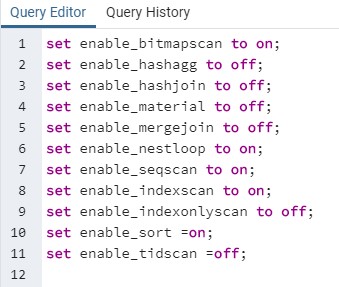 Query Editor Query History
1 set enable_bitmapscan to on;
2 set enable_hashagg to off;
3 set enable_hashjoin to off;
4 set enable_material to off;
5 set enable_mergejoin to off;
6 set enable_nestloop to on;
7 set enable_seqscan to on;
8 set enable_indexscan to on;
9 set enable_indexonlyscan to off;
10 set enable_sort =on;
11 set enable_tidscan =off;
12